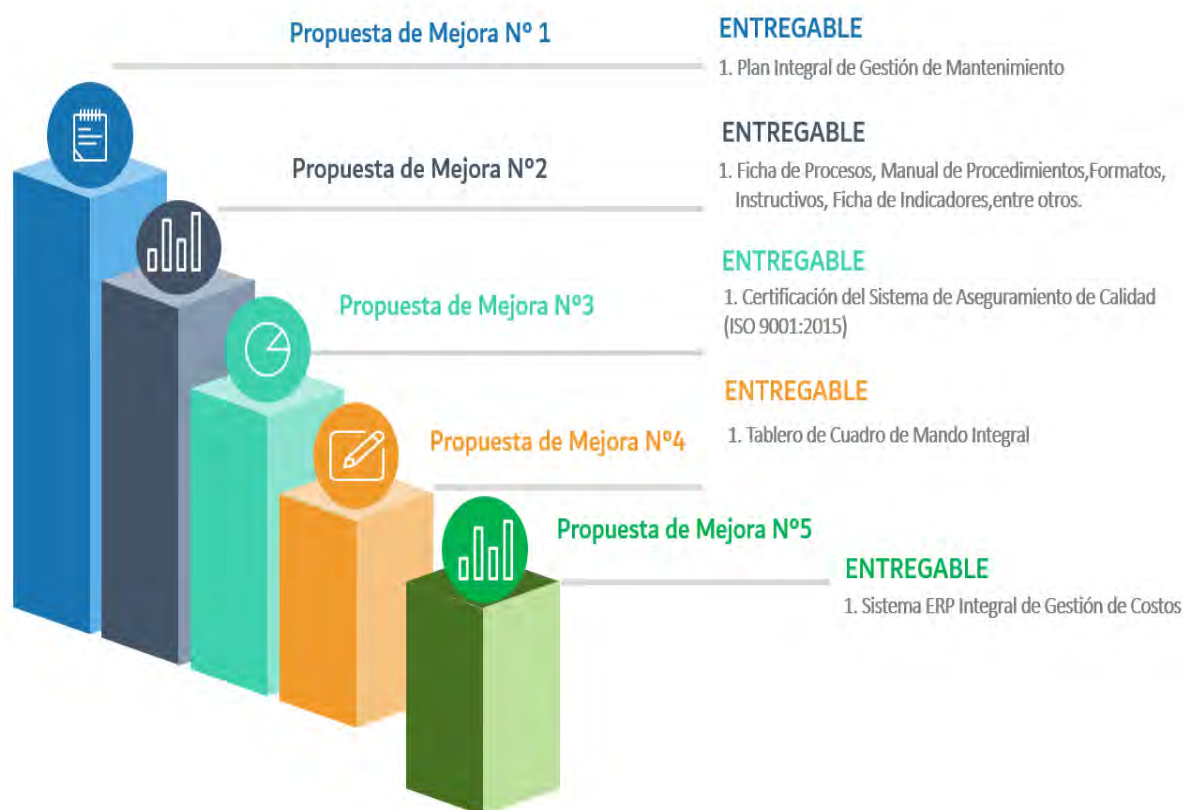 Propuesta de Mejora Nº 1
ENTREGABLE
1. Plan Integral de Gestión de Mantenimiento
Propuesta de Mejora Nº2
ENTREGABLE
1. Ficha de Procesos, Manual de Procedimientos,Formatos,
Instructivos, Ficha de Indicadores,entre otros.
Propuesta de Mejora Nº3
ENTREGABLE
1. Certificación del Sistema de Aseguramiento de Calidad
(ISO 9001:2015)
Propuesta de Mejora Nº4
ENTREGABLE
1. Tablero de Cuadro de Mando Integral
Propuesta de Mejora Nº5
ENTREGABLE
1. Sistema ERP Integral de Gestión de Costos